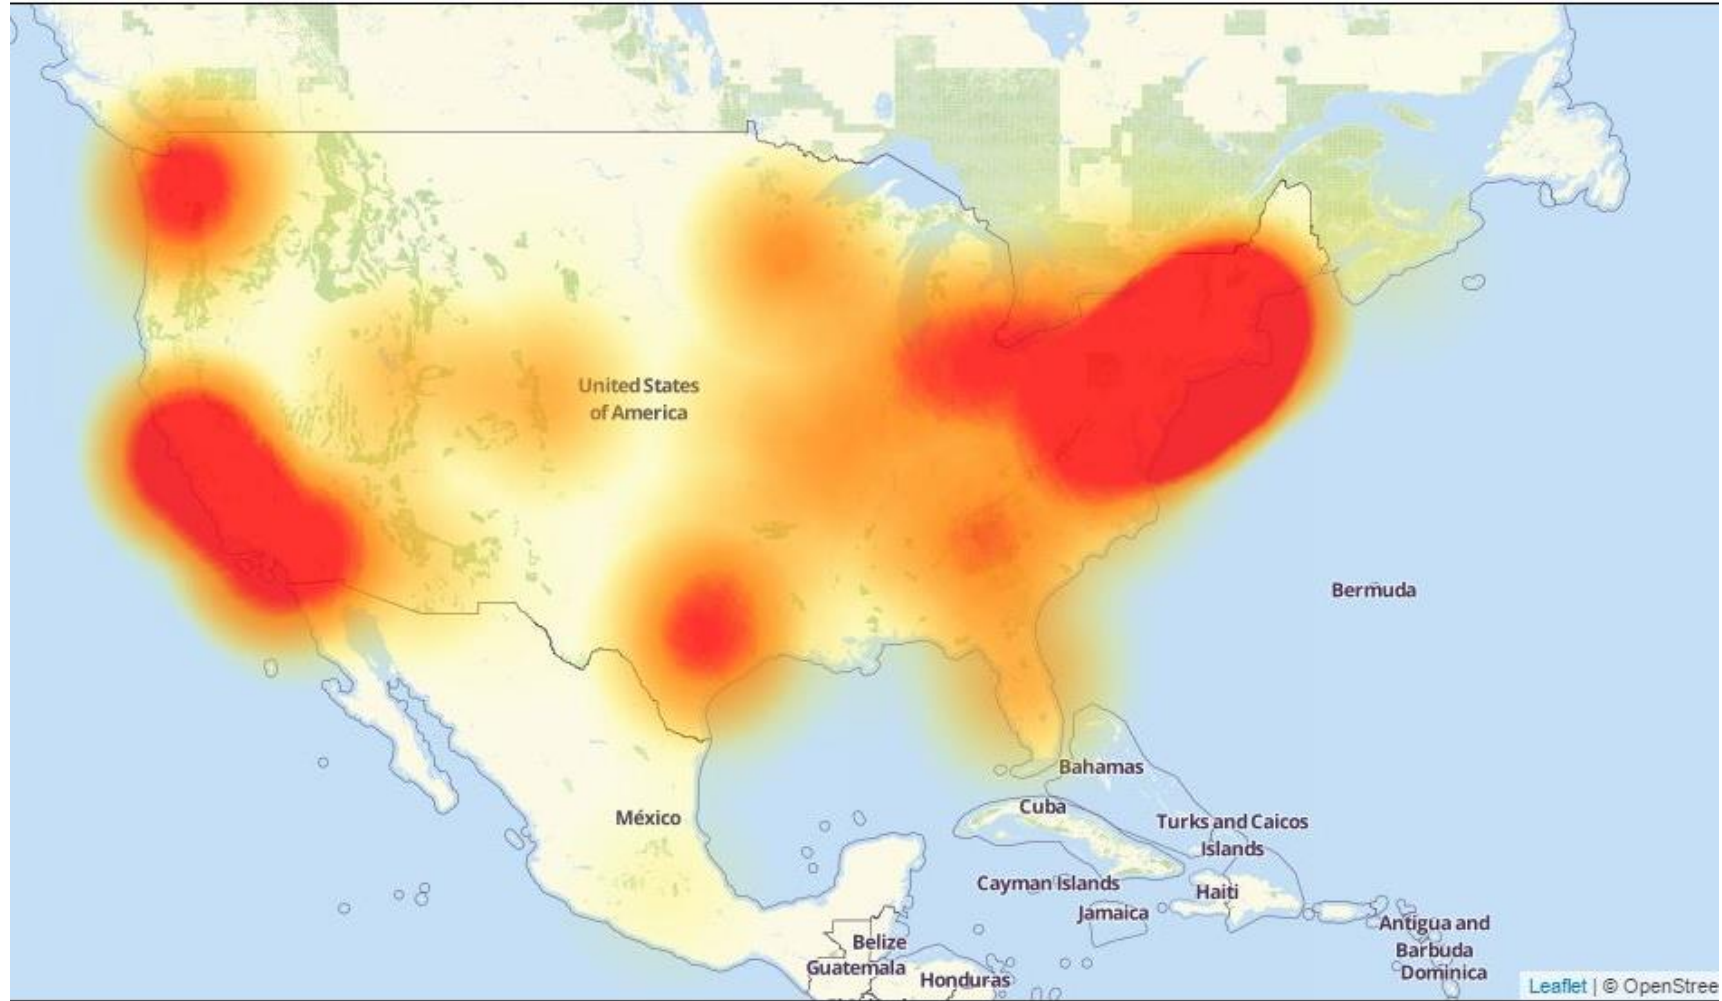 United States
of America
Bermuda
Bahamas
México
Cuba
Turks and Caicos
Islands
Cayman Islands
Haiti
Jamaica
Antigua and
Barbuda
Belize
Guatemala
Honduras
Dominica
Leaflet | © OpenStree